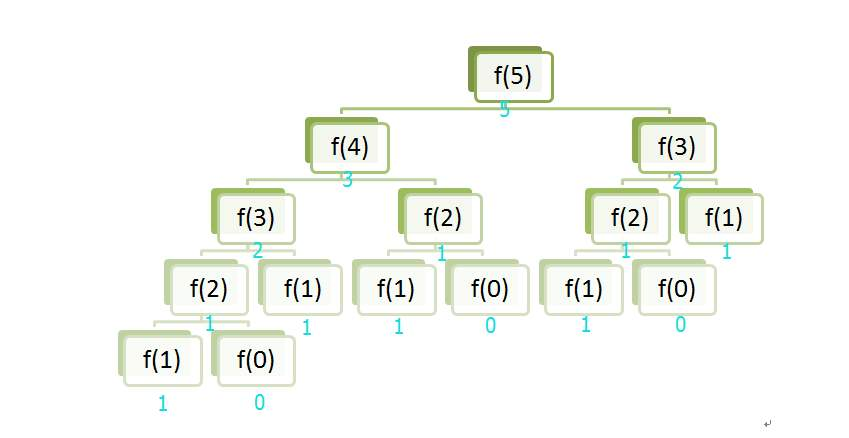 f(5)
5
f(4) f(3)
3 2
f(3) f(2) f(2) f(1)
2 1 1 1
f(2) f(1) f(1) f(0) f(1) f(0)
1 1 1 0 1 0
f(1) f(0)
1 0
↵